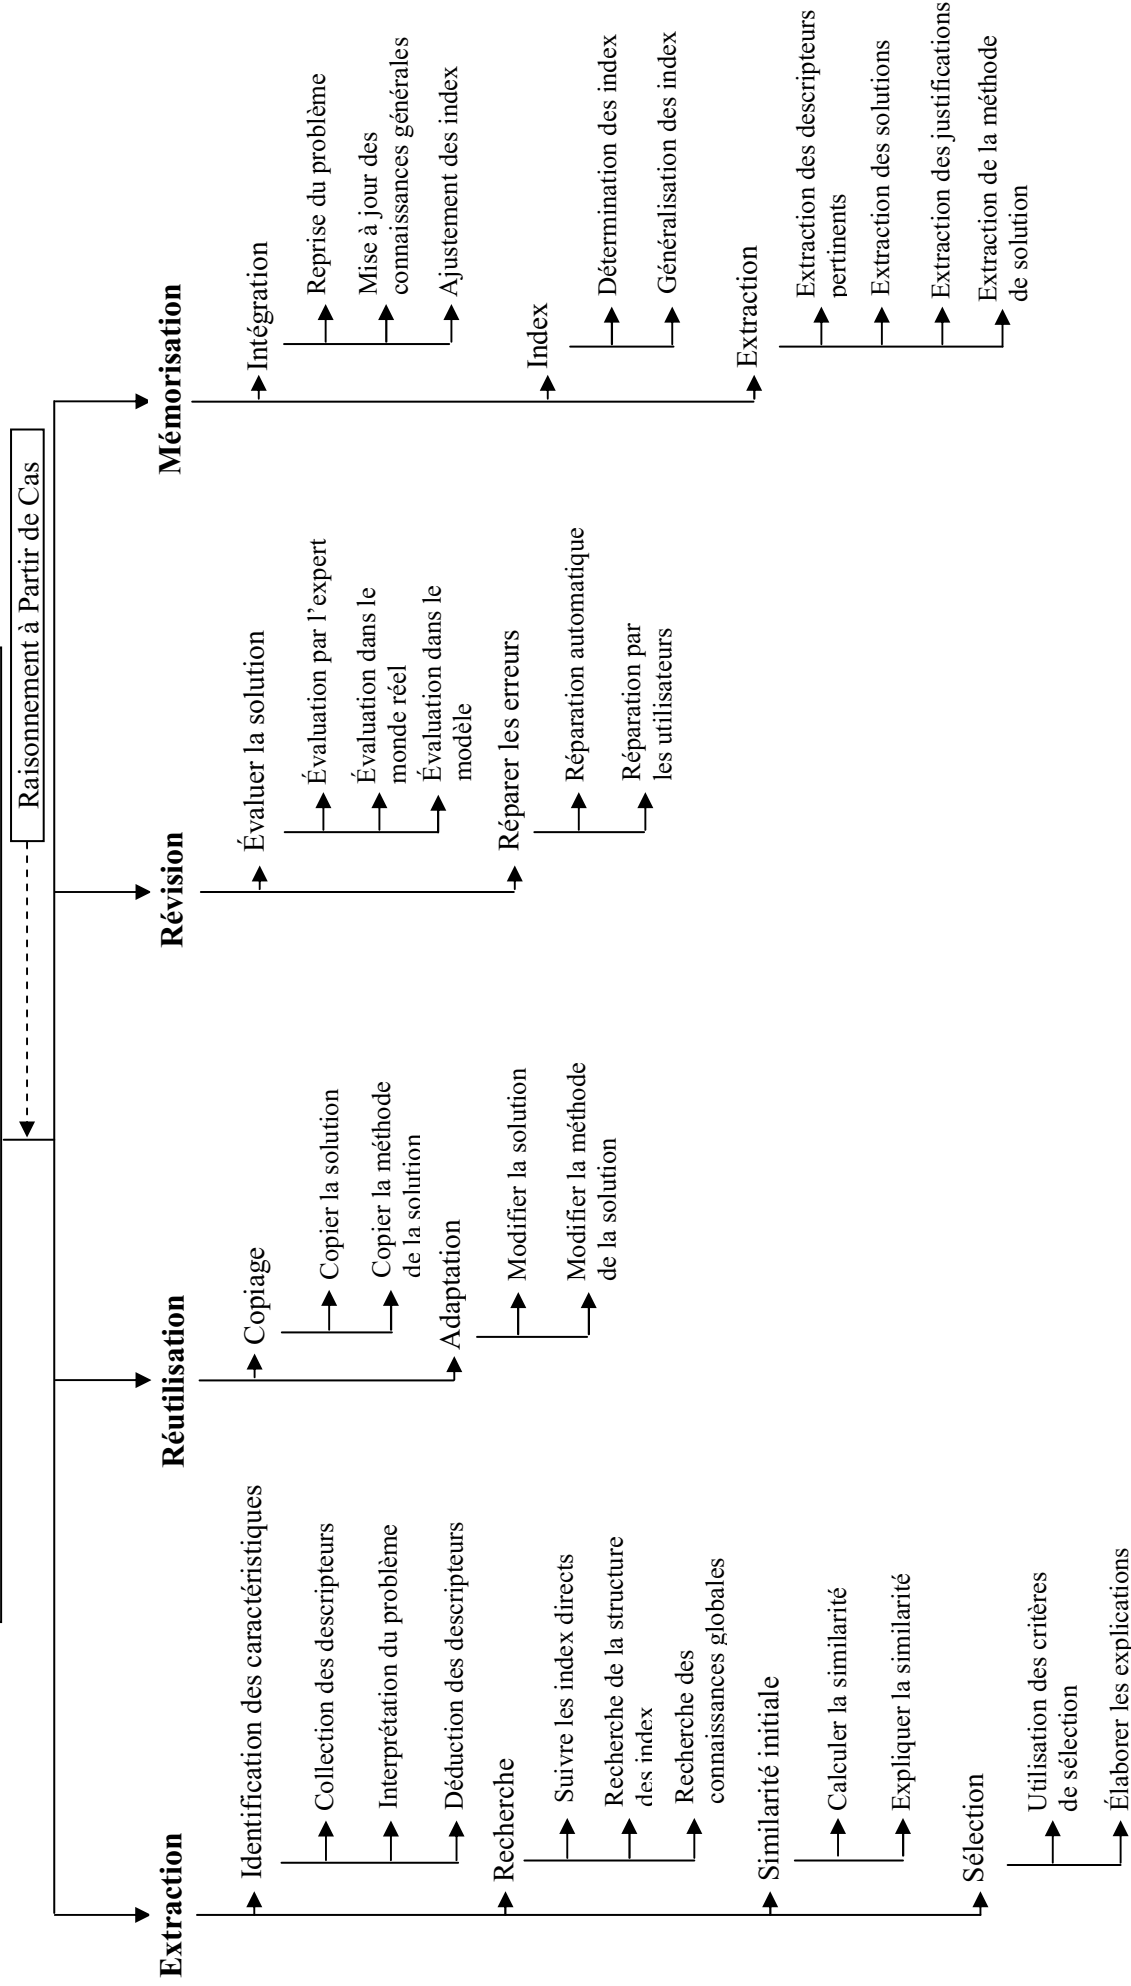 Raisonnement à Partir de Cas
Extraction
Identification des caractéristiques
Collection des descripteurs
Interprétation du problème
Déduction des descripteurs
Recherche
Suivre les index directs
Recherche de la structure
des index
Recherche des
connaissances globales
Similarité initiale
Calculer la similarité
Expliquer la similarité
Sélection
Utilisation des critères
de sélection
Élaborer les explications
Réutilisation
Copiage
Copier la solution
Copier la méthode
de la solution
Adaptation
Modifier la solution
Modifier la méthode
de la solution
Révision
Évaluer la solution
Évaluation par l'expert
Évaluation dans le
monde réel
Évaluation dans le
modèle
Réparer les erreurs
Réparation automatique
Réparation par
les utilisateurs
Mémorisation
Intégration
Reprise du problème
Mise à jour des
connaissances générales
Ajustement des index
Index
Détermination des index
Généralisation des index
Extraction
Extraction des descripteurs
pertinents
Extraction des solutions
Extraction des justifications
Extraction de la méthode
de solution